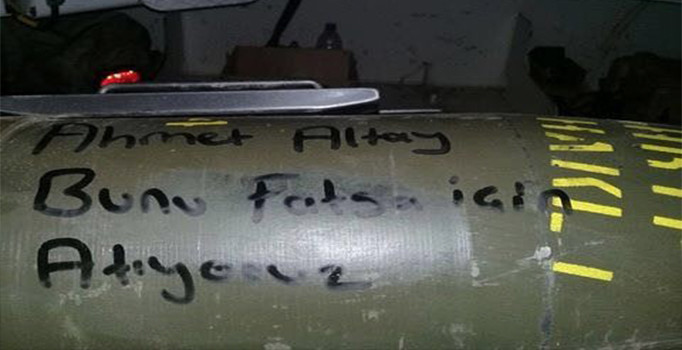 Ahmet Altay
Bunu Fatsa için
Atıyoruz